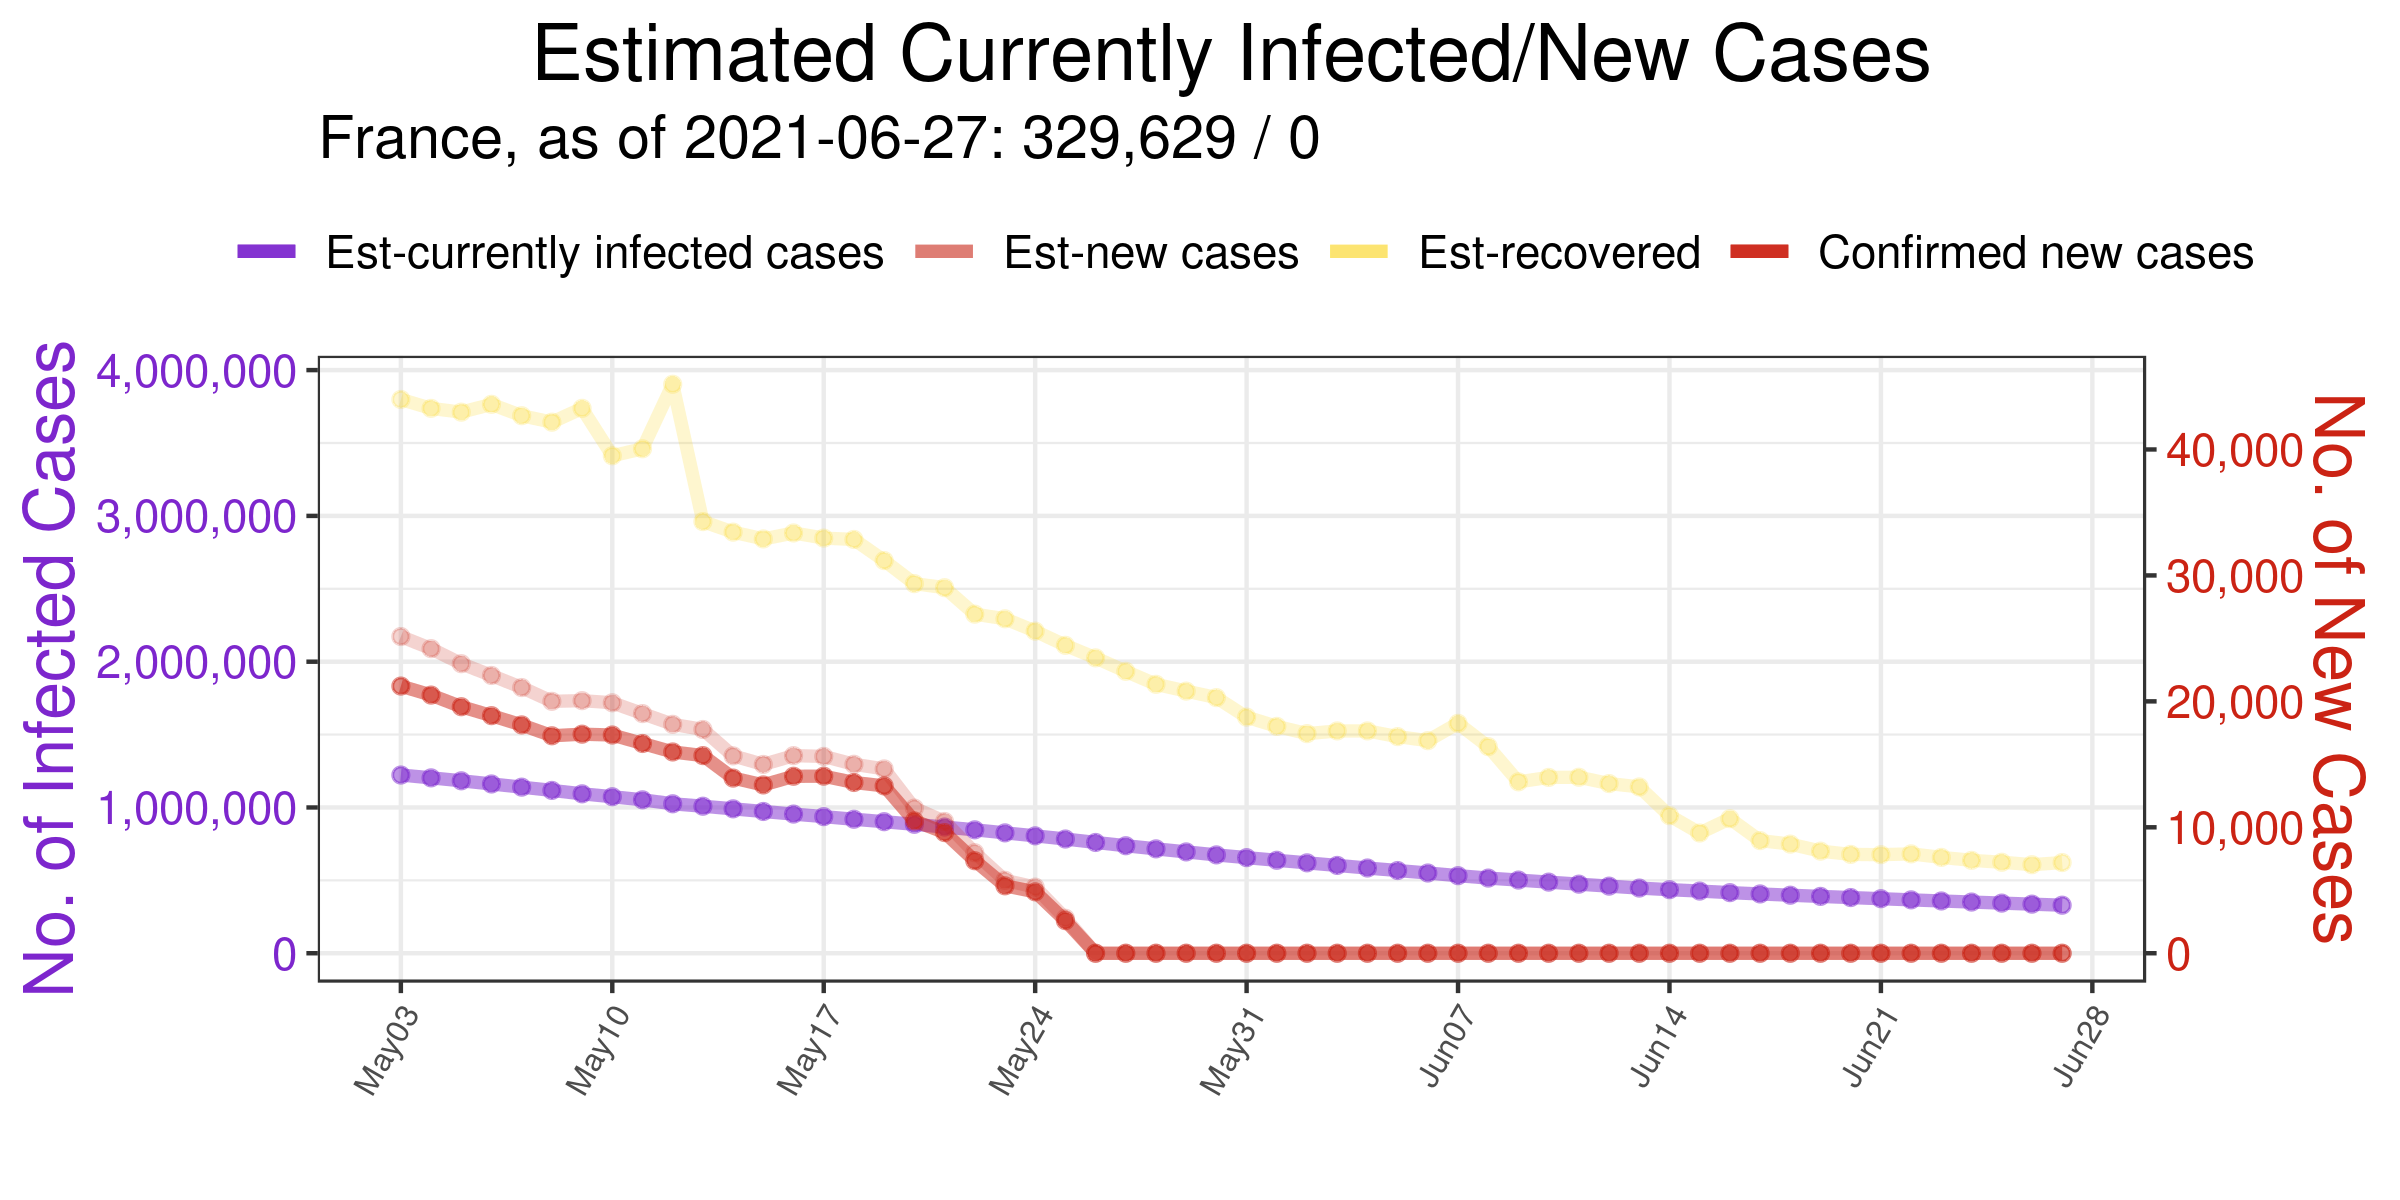 Estimated Currently Infected/New Cases
France, as of 2021-06-27: 329,629 / 0
Est-currently infected cases Est-new cases Est-recovered Confirmed new cases
No. of Infected Cases
4,000,000
3,000,000
2,000,000
1,000,000
0
40,000
30,000
20,000
10,000
0
No. of New Cases
May03 May10 May17 May24 May31 Jun07 Jun14 Jun21 Jun28